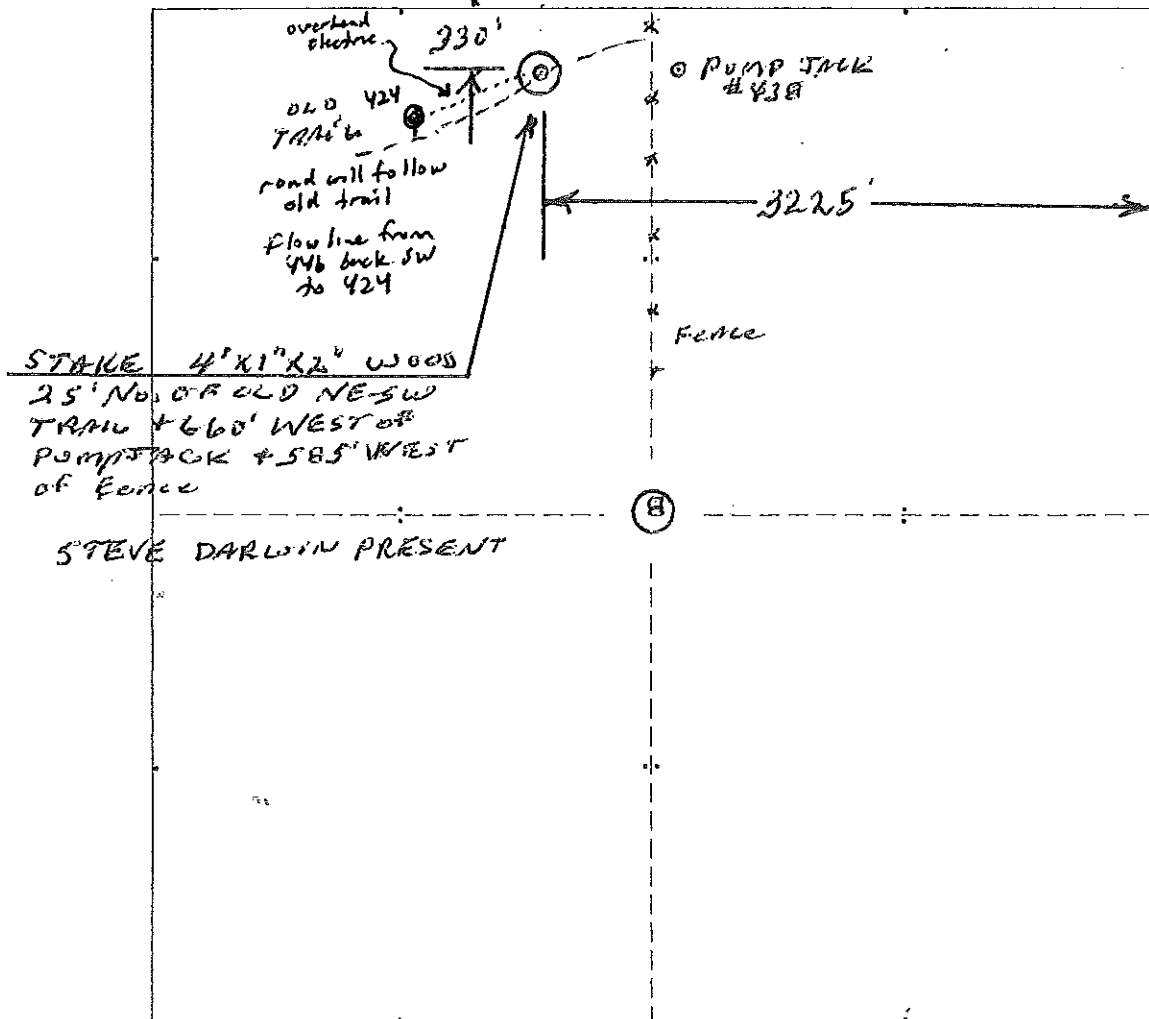 overhead
electric
330'
PUMP JACK
#438
OLD
TRAIL
424
road will follow
old trail
Flow line from
446 back SW
to 424
3225'
Fence
STAKE 4'X1"X2" WOOD
25' No. OF OLD NE-SW
TRAIL + 660' WEST OF
PUMPJACK + 585' WEST
of Fence
8
STEVE DARWIN PRESENT